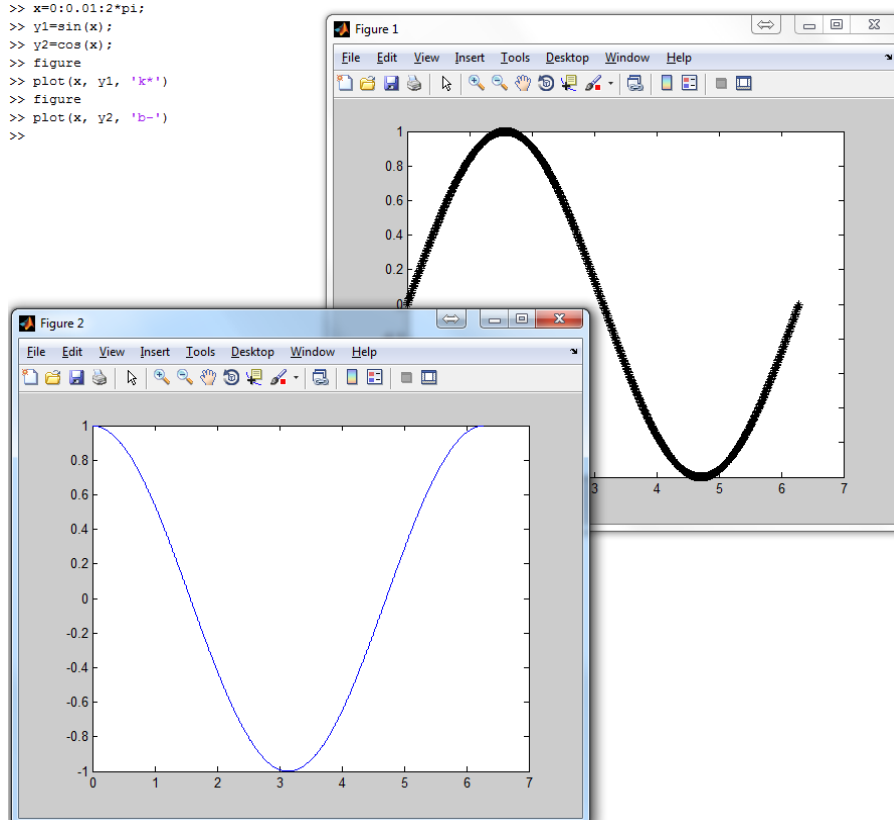 >> x=0:0.01:2*pi;
>> y1=sin(x);
>> y2=cos(x);
>> figure
>> plot(x, y1, 'k*')
>> figure
>> plot(x, y2, 'b-')
>>
Figure 1
File Edit View Insert Tools Desktop Window Help
1
0.8
0.6
0.4
0.2
0
3 4 5 6 7
Figure 2
File Edit View Insert Tools Desktop Window Help
1
0.8
0.6
0.4
0.2
0
-0.2
-0.4
-0.6
-0.8
-1
0 1 2 3 4 5 6 7